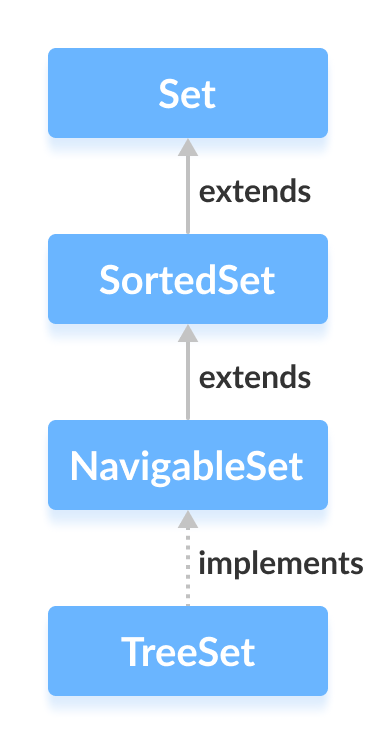 Set
extends
SortedSet
extends
NavigableSet
implements
TreeSet